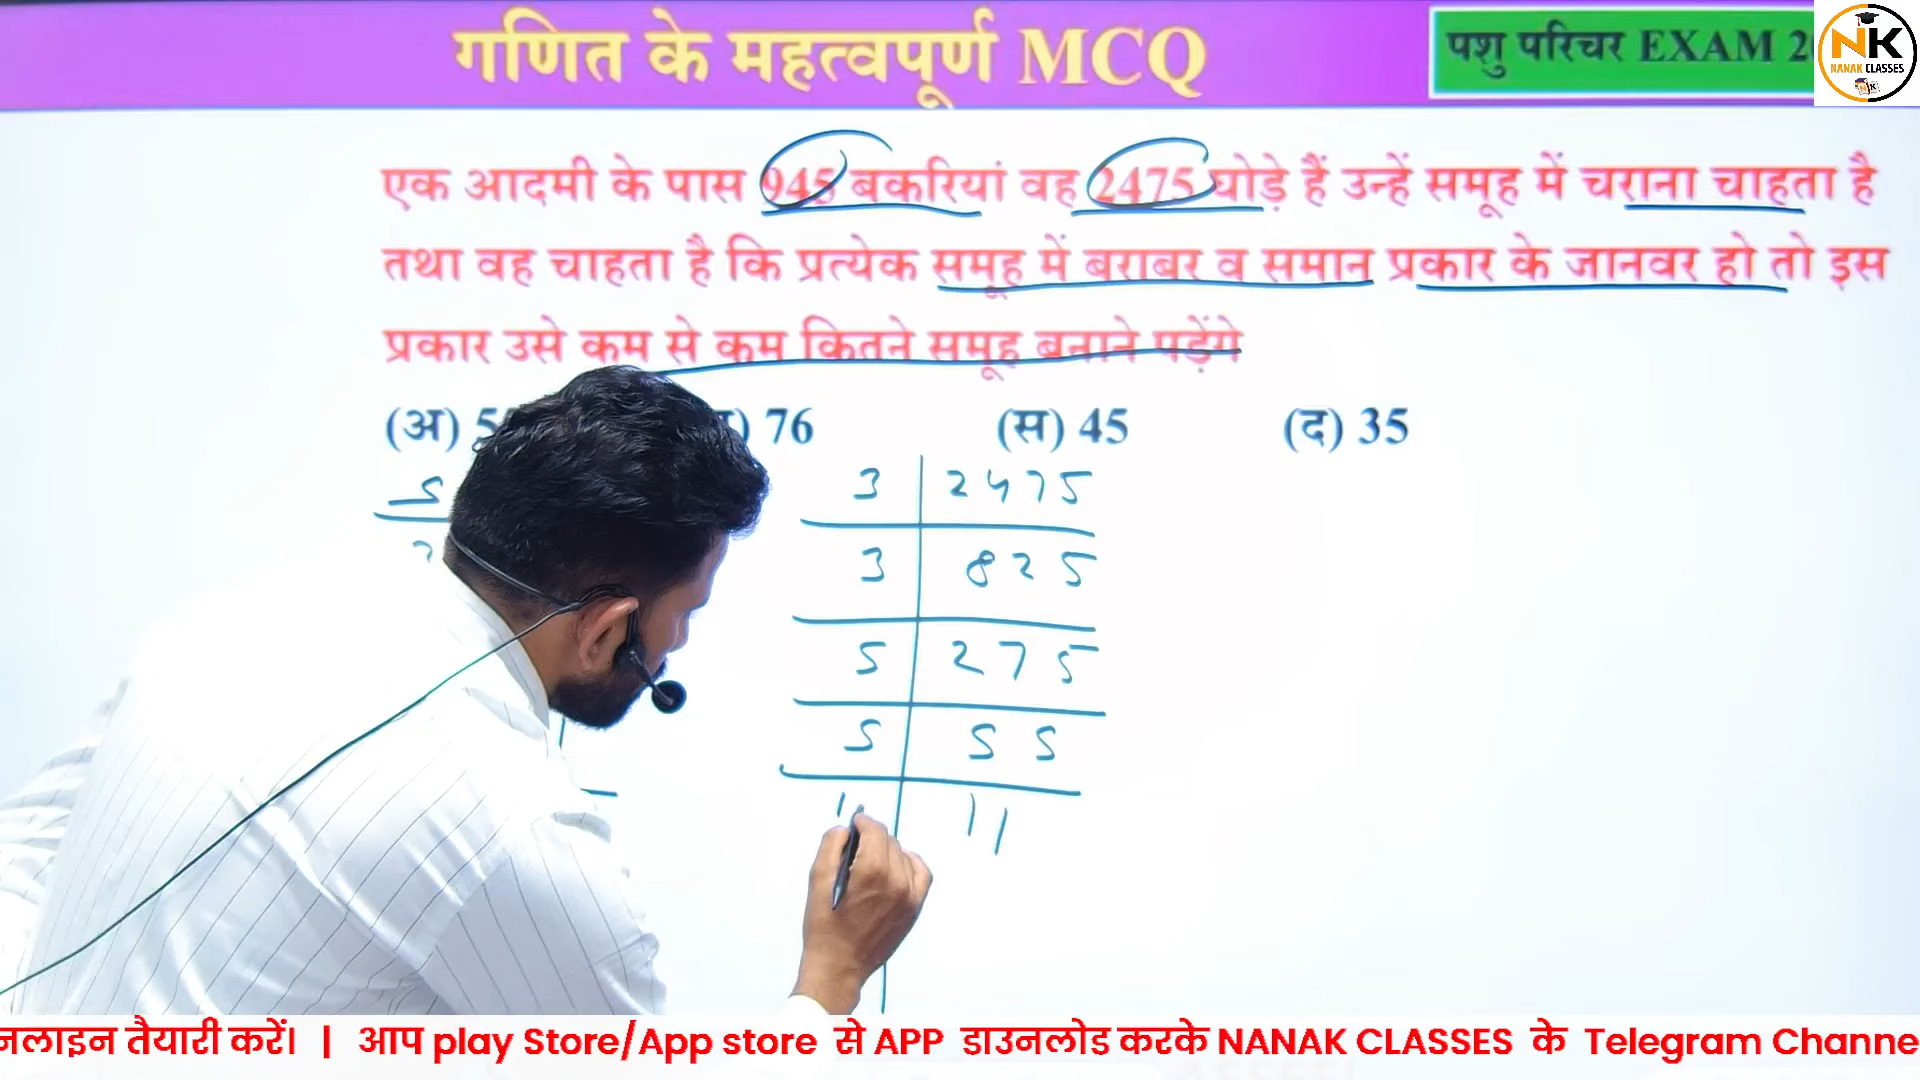 गणित के महत्वपूर्ण MCQ
पशु परिचर EXAM
NK
NANAK CLASSES
एक आदमी के पास 945 बकरियां वह 2475 घोड़े हैं उन्हें समूह में चराना चाहता है
तथा वह चाहता है कि प्रत्येक समूह में बराबर व समान प्रकार के जानवर हो तो इस
प्रकार उसे कम से कम कितने समूह बनाने पड़ेंगे
(अ) 76 (स) 45 (द) 35
5
3 2475
3 825
5 275
5 55
11
नलाइन तैयारी करें। | आप play Store/App store से APP डाउनलोड करके NANAK CLASSES के Telegram Channe